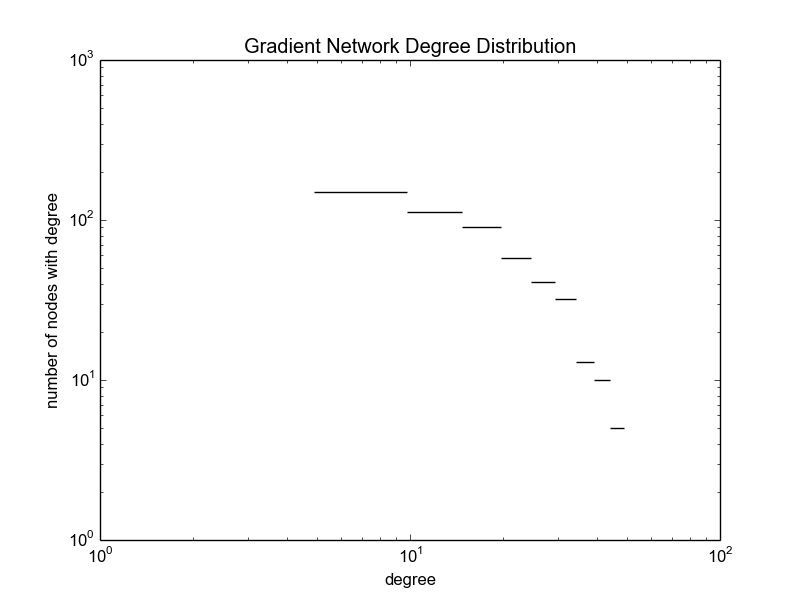 Gradient Network Degree Distribution
10³
10²
10¹
10⁰
number of nodes with degree
10⁰ 10¹ 10²
degree